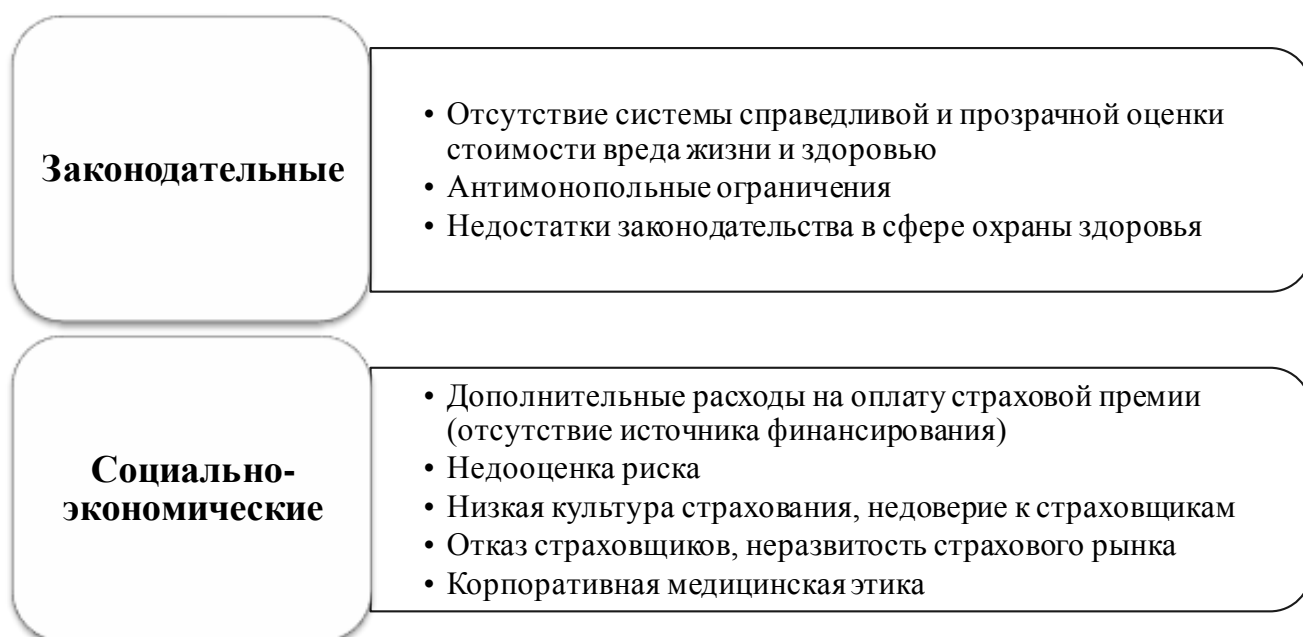 Законодательные
• Отсутствие системы справедливой и прозрачной оценки
стоимости вреда жизни и здоровью
• Антимонопольные ограничения
• Недостатки законодательства в сфере охраны здоровья
Социально-
экономические
• Дополнительные расходы на оплату страховой премии
(отсутствие источника финансирования)
• Недооценка риска
• Низкая культура страхования, недоверие к страховщикам
• Отказ страховщиков, неразвитость страхового рынка
• Корпоративная медицинская этика